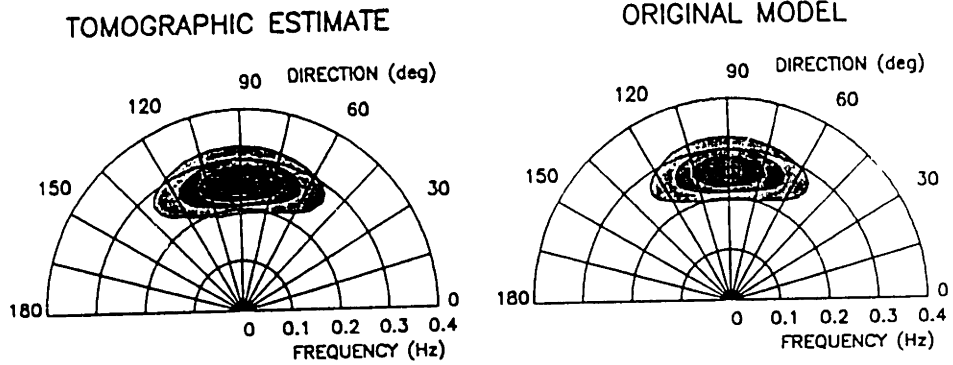 TOMOGRAPHIC ESTIMATE
90 DIRECTION (deg)
120 60
150 30
180 0
0 0.1 0.2 0.3 0.4
FREQUENCY (Hz)
ORIGINAL MODEL
90 DIRECTION (deg)
120 60
150 30
180 0
0 0.1 0.2 0.3 0.4
FREQUENCY (Hz)